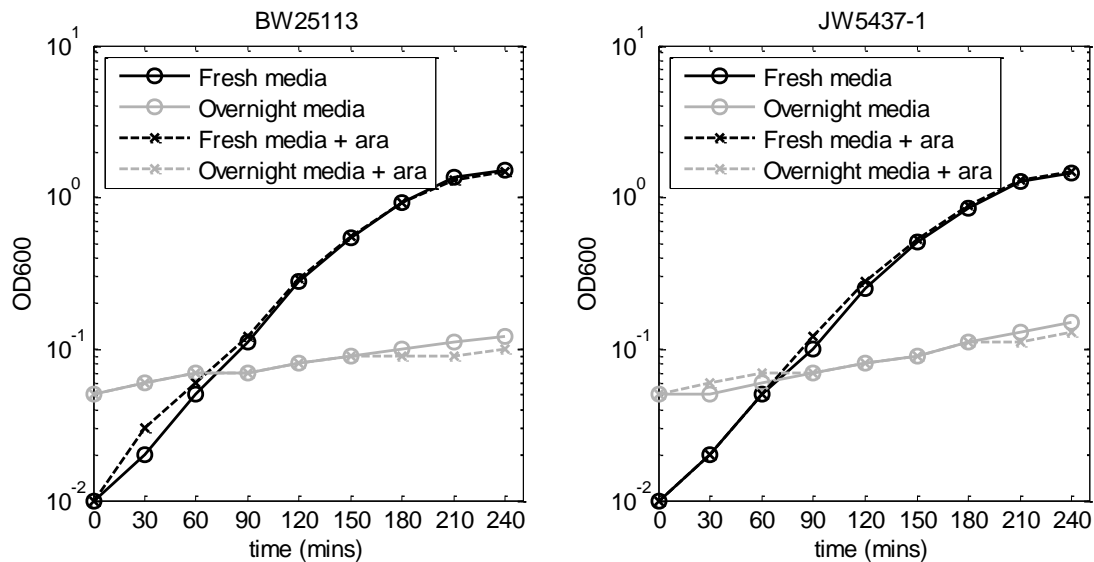 BW25113
OD600
10^1
10^0
10^-1
10^-2
Fresh media
Overnight media
Fresh media + ara
Overnight media + ara
0 30 60 90 120 150 180 210 240
time (mins)
JW5437-1
OD600
10^1
10^0
10^-1
10^-2
Fresh media
Overnight media
Fresh media + ara
Overnight media + ara
0 30 60 90 120 150 180 210 240
time (mins)